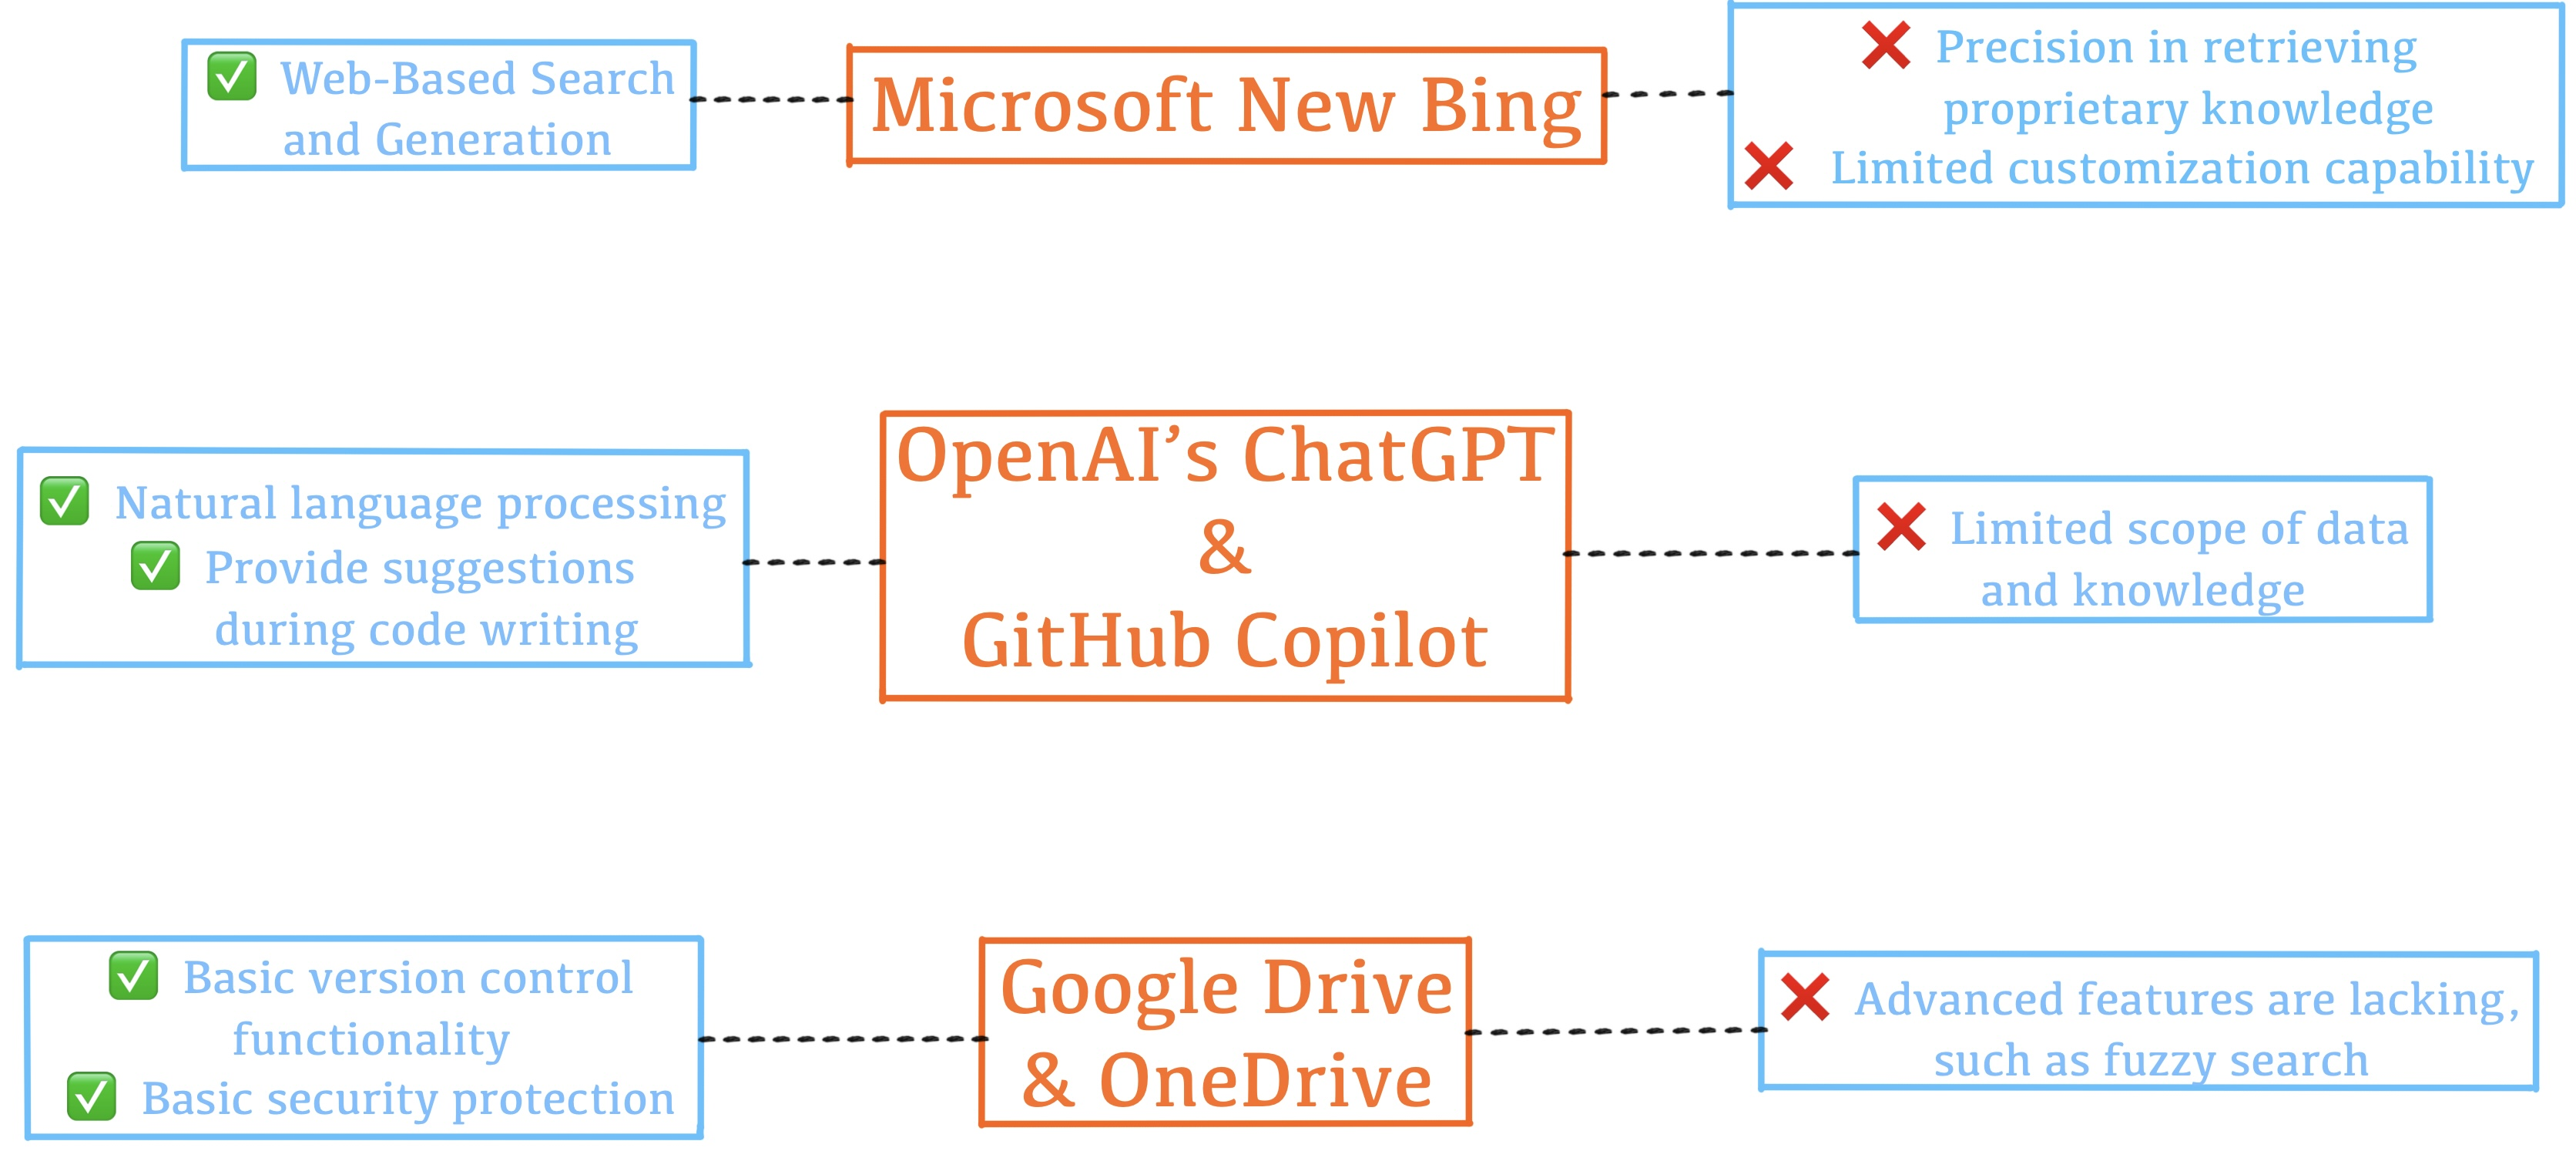 ✅ Web-Based Search
and Generation
Microsoft New Bing
❌ Precision in retrieving
proprietary knowledge
❌ Limited customization capability
✅ Natural language processing
✅ Provide suggestions
during code writing
OpenAI’s ChatGPT
&
GitHub Copilot
❌ Limited scope of data
and knowledge
✅ Basic version control
functionality
✅ Basic security protection
Google Drive
& OneDrive
❌ Advanced features are lacking,
such as fuzzy search